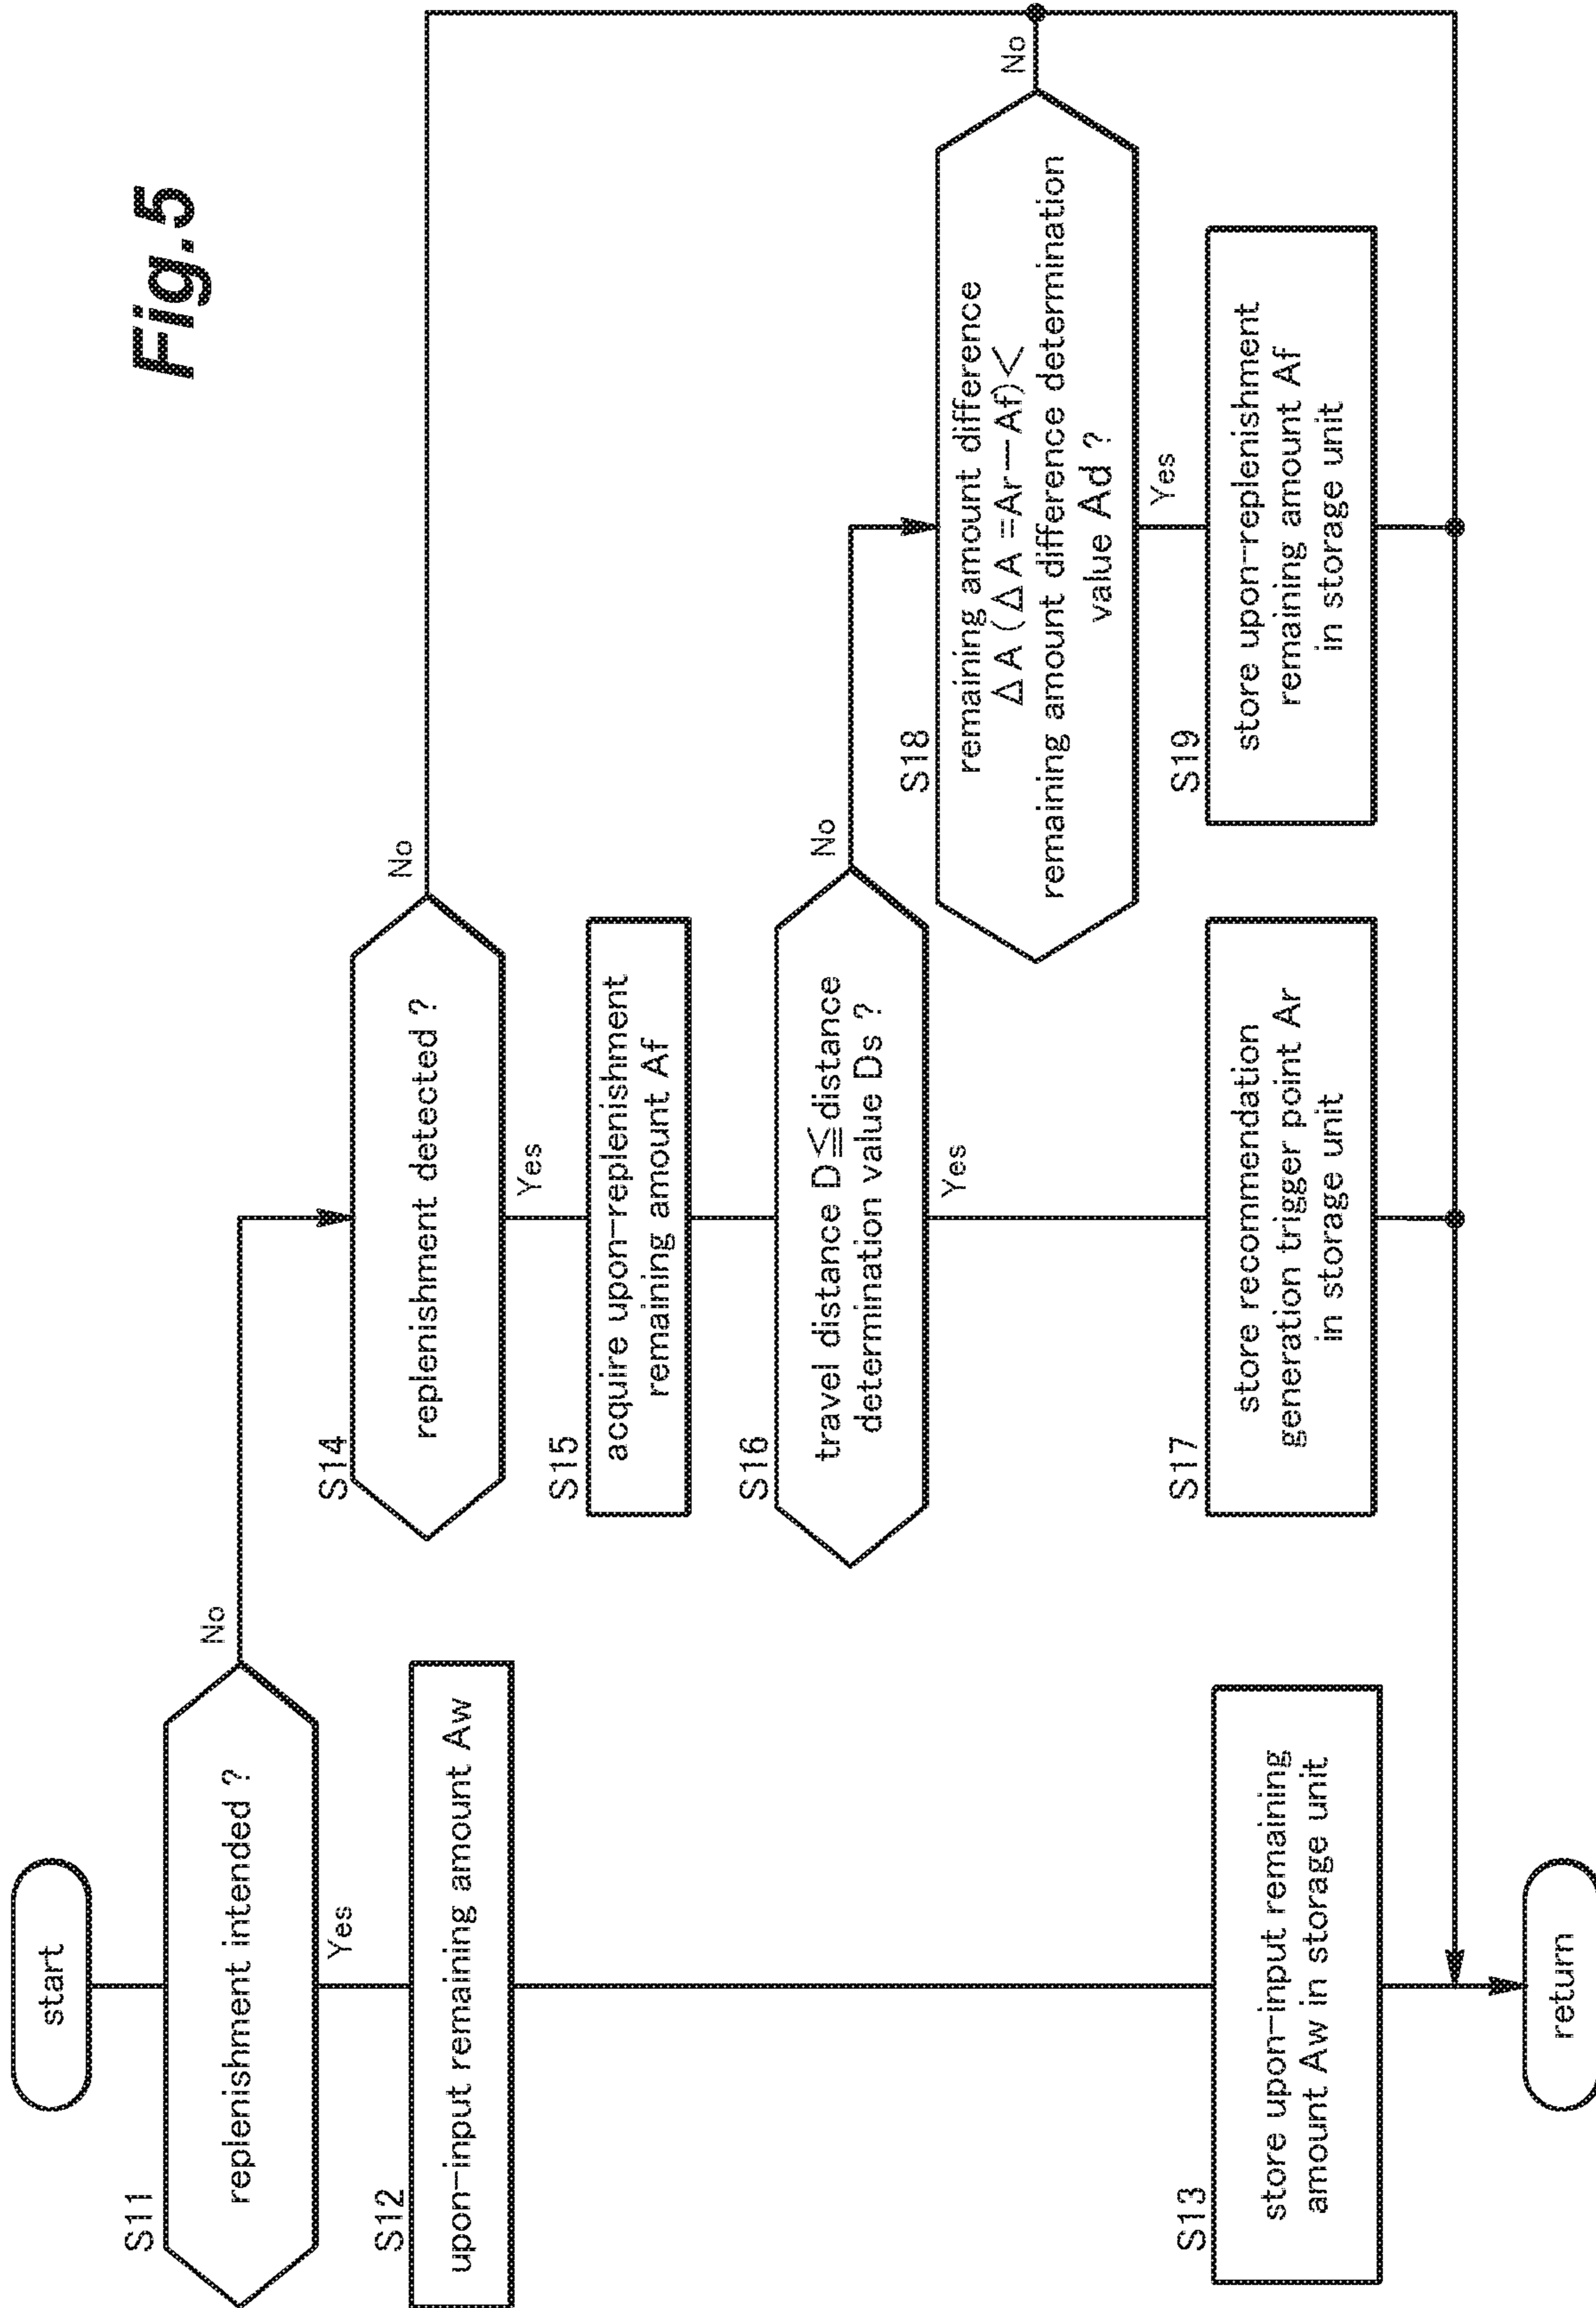 Fig.5
start
S11
replenishment intended ?
No
Yes
S12
upon-input remaining amount Aw
S13
store upon-input remaining
amount Aw in storage unit
return
S14
replenishment detected ?
No
Yes
S15
acquire upon-replenishment
remaining amount Af
S16
travel distance D≦distance
determination value Ds ?
No
Yes
S17
store recommendation
generation trigger point Ar
in storage unit
S18
remaining amount difference
ΔA(ΔA=Ar-Af)<
remaining amount difference determination
value Ad ?
No
Yes
S19
store upon-replenishment
remaining amount Af
in storage unit